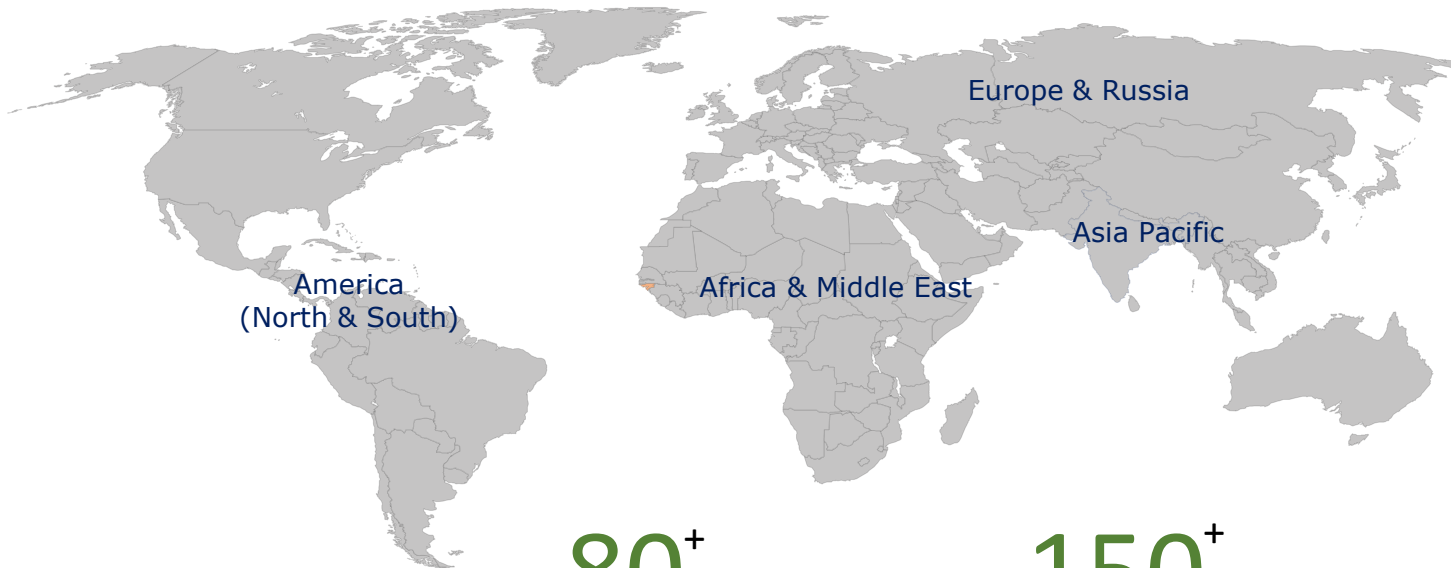 Europe & Russia
Asia Pacific
America
(North & South)
Africa & Middle East
80+
150+